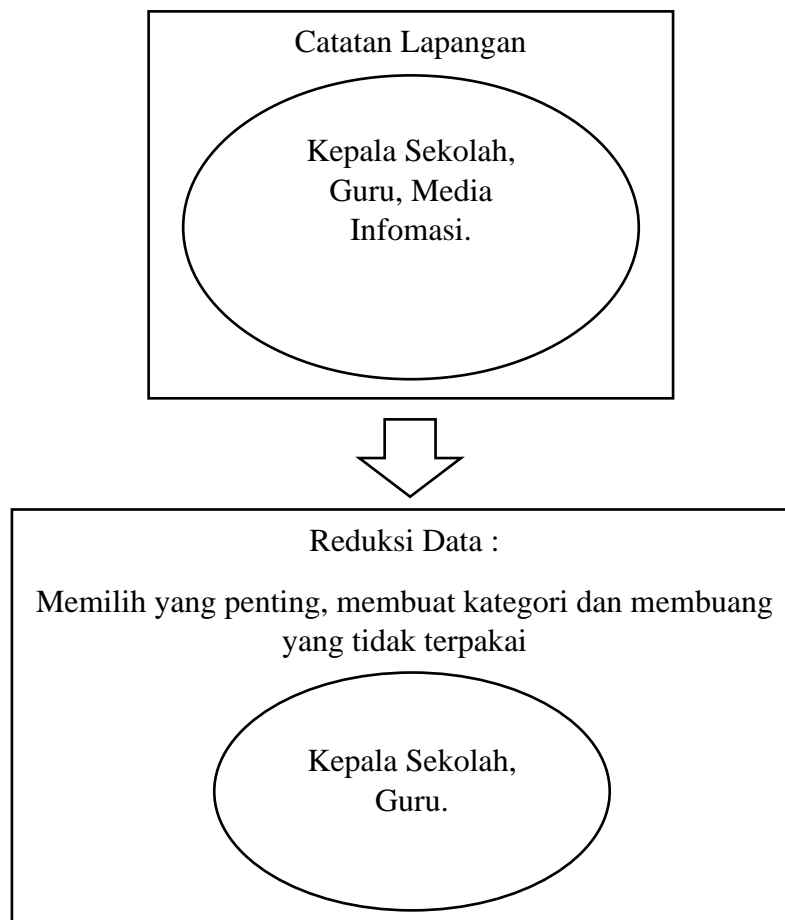 Catatan Lapangan
Kepala Sekolah,
Guru, Media
Infomasi.
Reduksi Data :
Memilih yang penting, membuat kategori dan membuang
yang tidak terpakai
Kepala Sekolah,
Guru.